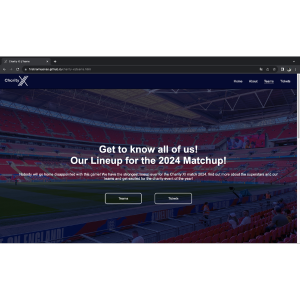 Charity X | Teams
Charity X
Home About Teams Tickets
Get to know all of us!
Our Lineup for the 2024 Matchup!
Nobody will go home disappointed with this game! We have the strongest lineup ever for the Charity XI match 2024. Find out more about the superstars and our
teams and get excited for the charity event of the year!
Teams Tickets